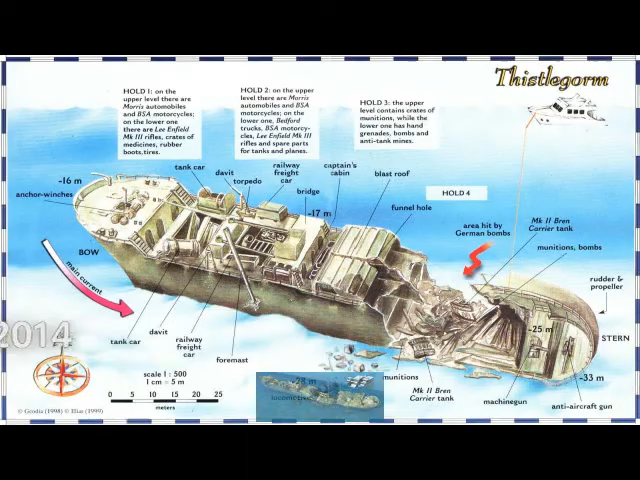 Thistlegorm
HOLD 1: on the
upper level there are
Morris automobiles
and BSA
motorcycles;
on the lower one
there are Lee Enfield
Mk III rifles, crates of
medicines, rubber
boots, tires.
HOLD 2: on the upper
level there are Morris
automobiles and BSA
motorcycles; on the
lower one, Bedford
trucks, BSA motorcy-
cles, Lee Enfield Mk III
rifles and spare parts
for tanks and planes.
HOLD 3: the upper
level contains crates of
munitions, while the
lower one has hand
grenades, bombs and
anti-tank mines.
HOLD 4
-16 m
anchor-winches
tank car
davit
torpedo
railway
freight
car
bridge
captain's
cabin
-17 m
blast roof
funnel hole
area hit by
German bombs
Mk II Bren
Carrier tank
munitions, bombs
rudder &
propeller
BOW
main current
STERN
-25 m
-33 m
tank car
davit
railway
freight
car
foremast
munitions
Mk II Bren
Carrier tank
machinegun
anti-aircraft gun
-28 m
locomotive
2014
scale 1 : 500
1 cm = 5 m
0 5 10 15 20 25
meters
(1998) © Elias (1999)